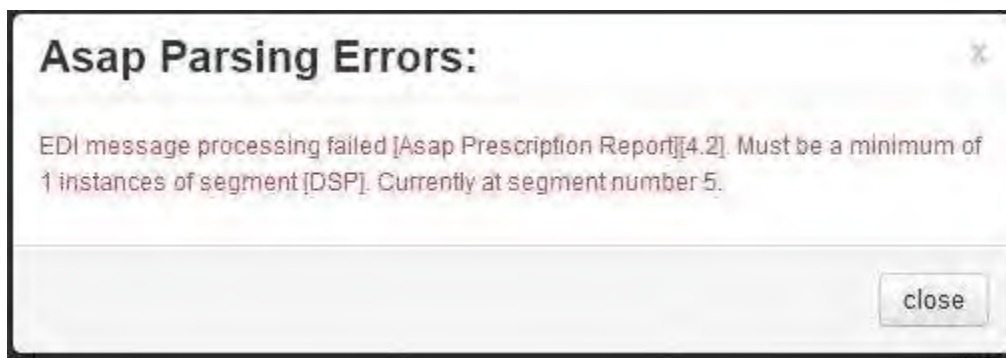 Asap Parsing Errors:
x
EDI message processing failed [Asap Prescription Report][4.2]. Must be a minimum of
1 instances of segment [DSP]. Currently at segment number 5.
close